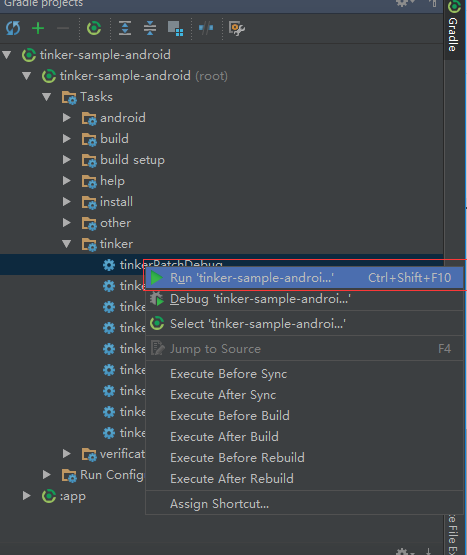 Gradle projects
Gradle
tinker-sample-android
tinker-sample-android (root)
Tasks
android
build
build setup
help
install
other
tinker
tinkerPatchDebug
Run 'tinker-sample-androi...' Ctrl+Shift+F10
Debug 'tinker-sample-androi...'
Select 'tinker-sample-androi...'
Jump to Source F4
Execute Before Sync
Execute After Sync
Execute Before Build
Execute After Build
Execute Before Rebuild
Execute After Rebuild
Assign Shortcut...
tinke
tinke
tinke
tinke
tinke
tinke
tinke
tinke
verificat
Run Config
:app
e File Ex